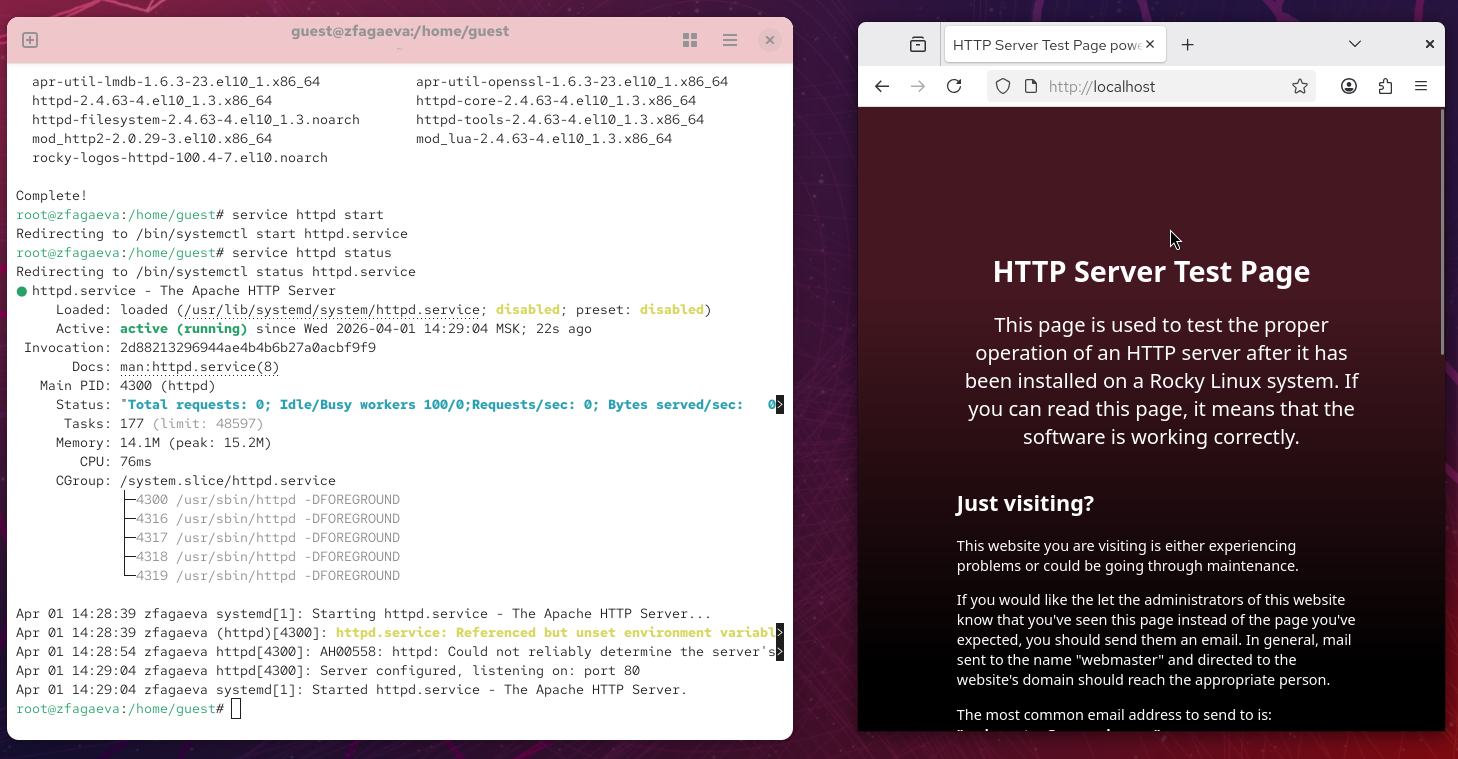 guest@zfagaeva:/home/guest
~
apr-util-lmdb-1.6.3-23.el10_1.x86_64 apr-util-openssl-1.6.3-23.el10_1.x86_64
httpd-2.4.63-4.el10_1.3.x86_64 httpd-core-2.4.63-4.el10_1.3.x86_64
httpd-filesystem-2.4.63-4.el10_1.3.noarch httpd-tools-2.4.63-4.el10_1.3.x86_64
mod_http2-2.0.29-3.el10.x86_64 mod_lua-2.4.63-4.el10_1.3.x86_64
rocky-logos-httpd-100.4-7.el10.noarch
Complete!
root@zfagaeva:/home/guest# service httpd start
Redirecting to /bin/systemctl start httpd.service
root@zfagaeva:/home/guest# service httpd status
Redirecting to /bin/systemctl status httpd.service
● httpd.service - The Apache HTTP Server
Loaded: loaded (/usr/lib/systemd/system/httpd.service; disabled; preset: disabled)
Active: active (running) since Wed 2026-04-01 14:29:04 MSK; 22s ago
Invocation: 2d88213296944ae4b4b6b27a0acbf9f9
Docs: man:httpd.service(8)
Main PID: 4300 (httpd)
Status: "Total requests: 0; Idle/Busy workers 100/0;Requests/sec: 0; Bytes served/sec:   0>
Tasks: 177 (limit: 48597)
Memory: 14.1M (peak: 15.2M)
CPU: 76ms
CGroup: /system.slice/httpd.service
├─4300 /usr/sbin/httpd -DFOREGROUND
├─4316 /usr/sbin/httpd -DFOREGROUND
├─4317 /usr/sbin/httpd -DFOREGROUND
├─4318 /usr/sbin/httpd -DFOREGROUND
└─4319 /usr/sbin/httpd -DFOREGROUND
Apr 01 14:28:39 zfagaeva systemd[1]: Starting httpd.service - The Apache HTTP Server...
Apr 01 14:28:39 zfagaeva (httpd)[4300]: httpd.service: Referenced but unset environment variabl>
Apr 01 14:28:54 zfagaeva httpd[4300]: AH00558: httpd: Could not reliably determine the server's>
Apr 01 14:29:04 zfagaeva httpd[4300]: Server configured, listening on: port 80
Apr 01 14:29:04 zfagaeva systemd[1]: Started httpd.service - The Apache HTTP Server.
root@zfagaeva:/home/guest#
HTTP Server Test Page powe
http://localhost
HTTP Server Test Page
This page is used to test the proper
operation of an HTTP server after it has
been installed on a Rocky Linux system. If
you can read this page, it means that the
software is working correctly.
Just visiting?
This website you are visiting is either experiencing
problems or could be going through maintenance.
If you would like the let the administrators of this website
know that you've seen this page instead of the page you've
expected, you should send them an email. In general, mail
sent to the name "webmaster" and directed to the
website's domain should reach the appropriate person.
The most common email address to send to is: